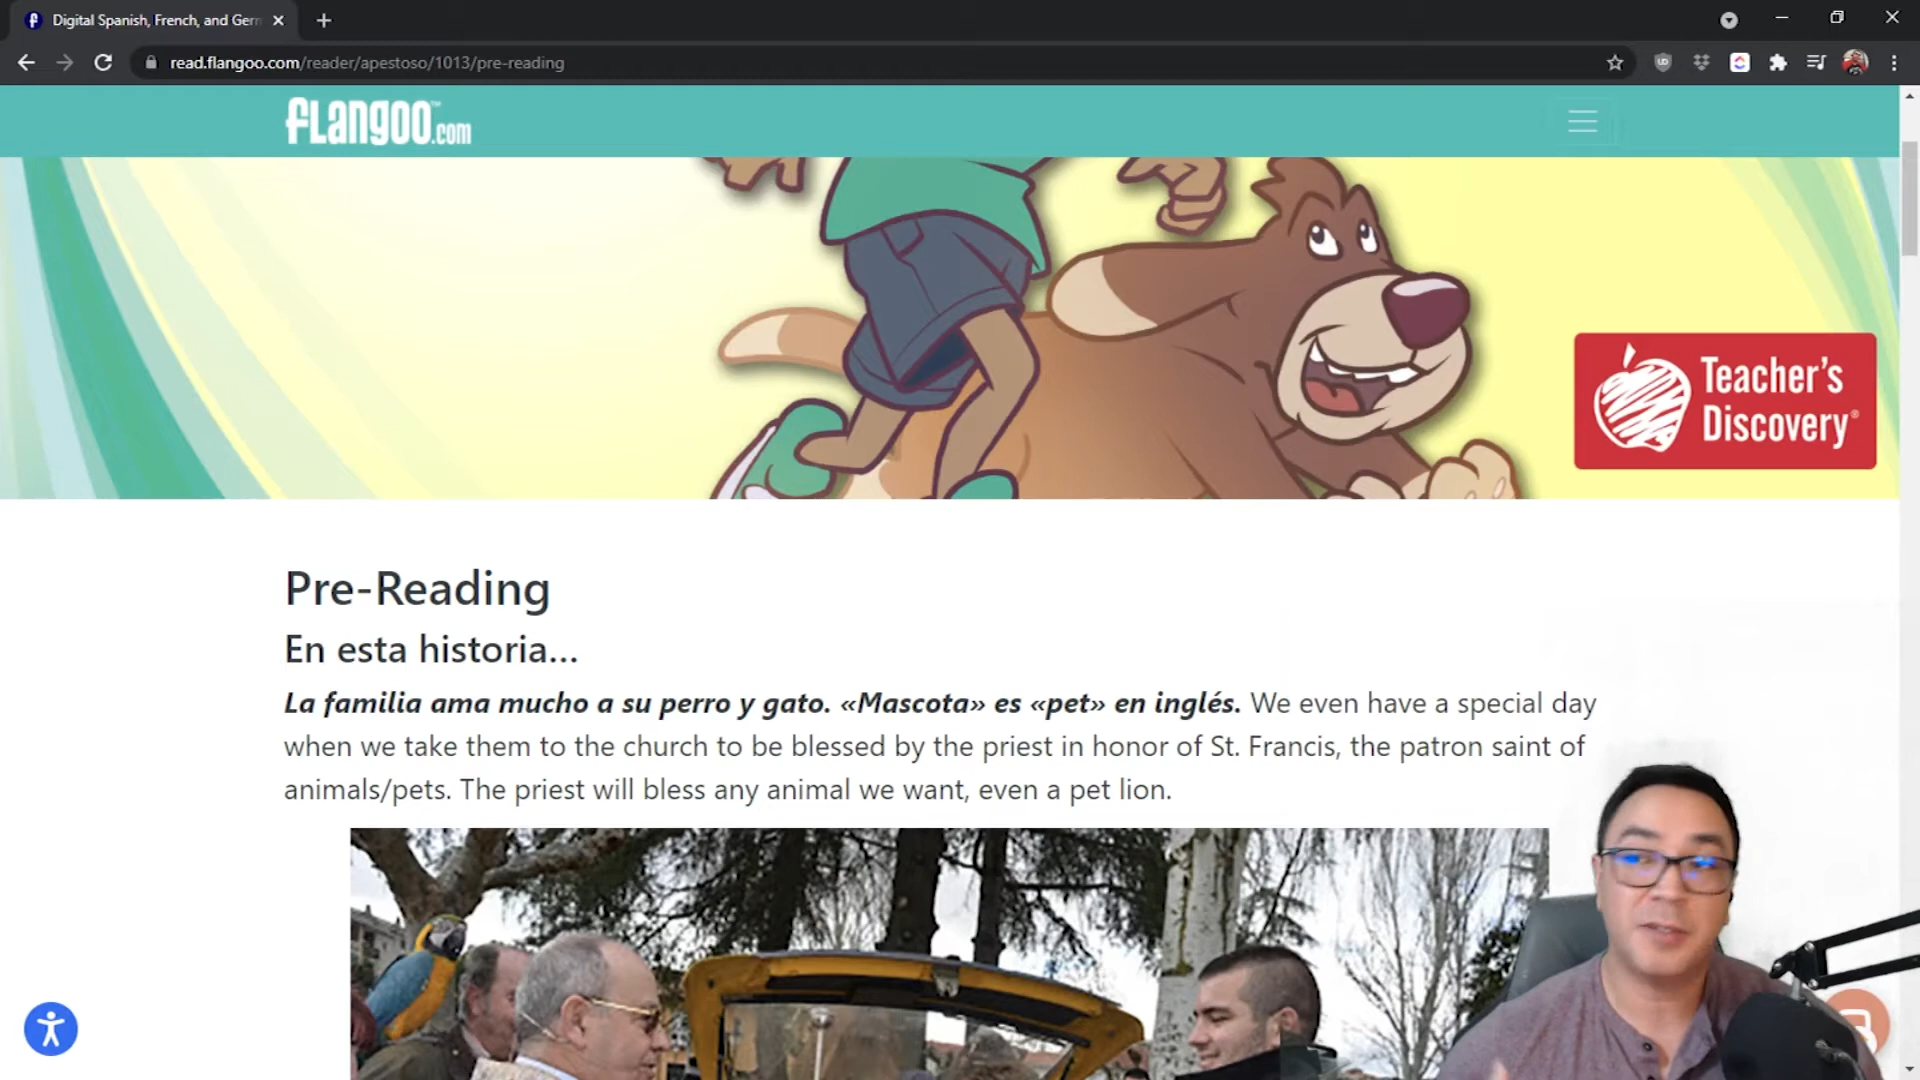 Digital Spanish, French, and Ger
read.flangoo.com/reader/apestoso/1013/pre-reading
fLangoo.com™
Teacher's
Discovery®
Pre-Reading
En esta historia...
La familia ama mucho a su perro y gato. «Mascota» es «pet» en inglés. We even have a special day
when we take them to the church to be blessed by the priest in honor of St. Francis, the patron saint of
animals/pets. The priest will bless any animal we want, even a pet lion.